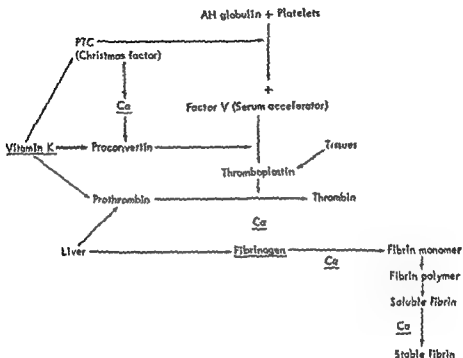 AH globulin + Platelets
PTC
(Christmas factor)
+
Ca
Factor V (Serum accelerator)
Vitamin K
Proconvertin
Tissues
Thromboplastin
Prothrombin
Thrombin
Ca
Liver
Fibrinogen
Fibrin monomer
Ca
Fibrin polymer
Soluble fibrin
Ca
Stable fibrin